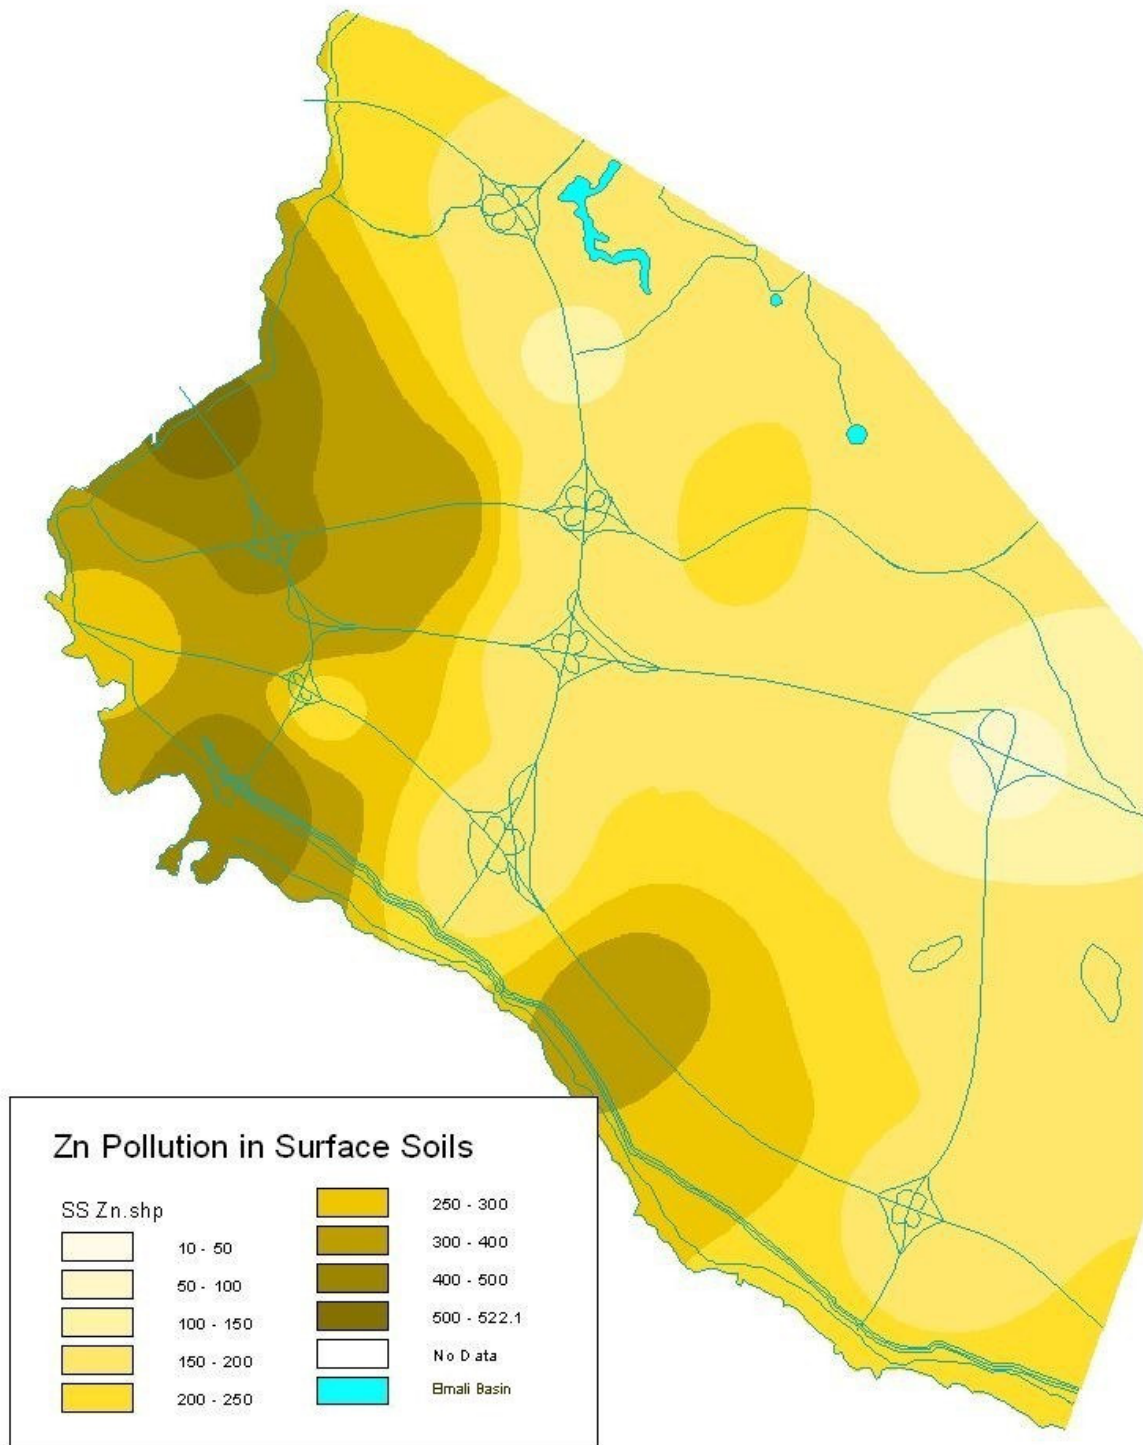 Zn Pollution in Surface Soils
SS Zn.shp
10 - 50
50 - 100
100 - 150
150 - 200
200 - 250
250 - 300
300 - 400
400 - 500
500 - 522.1
No Data
Elmali Basin